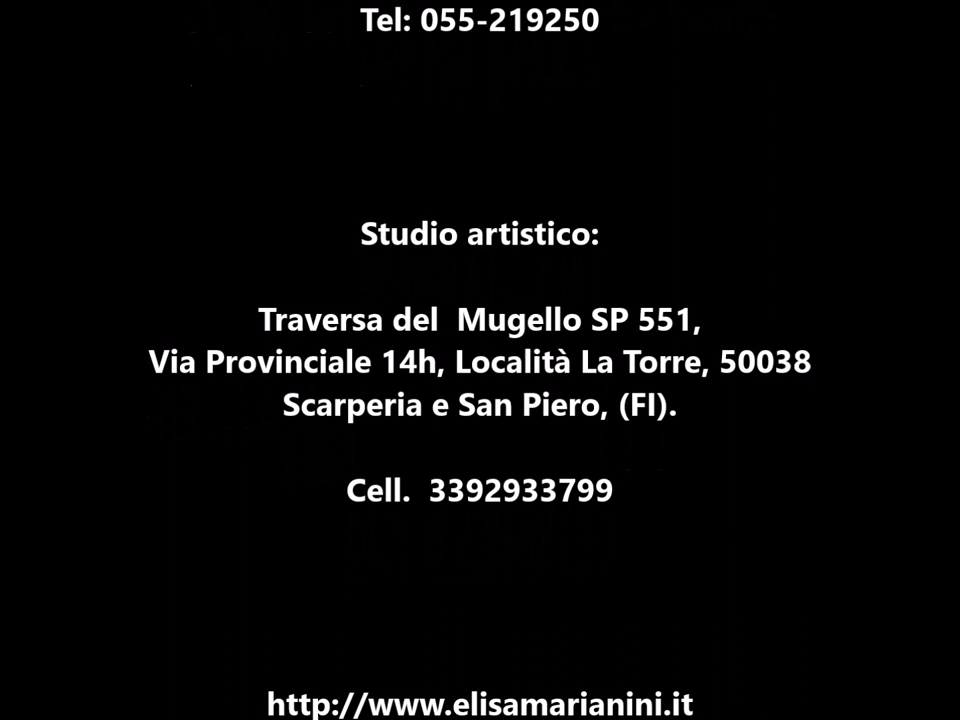 Tel: 055-219250
Studio artistico:
Traversa del  Mugello SP 551,
Via Provinciale 14h, Località La Torre, 50038
Scarperia e San Piero, (FI).
Cell.  3392933799
http://www.elisamarianini.it